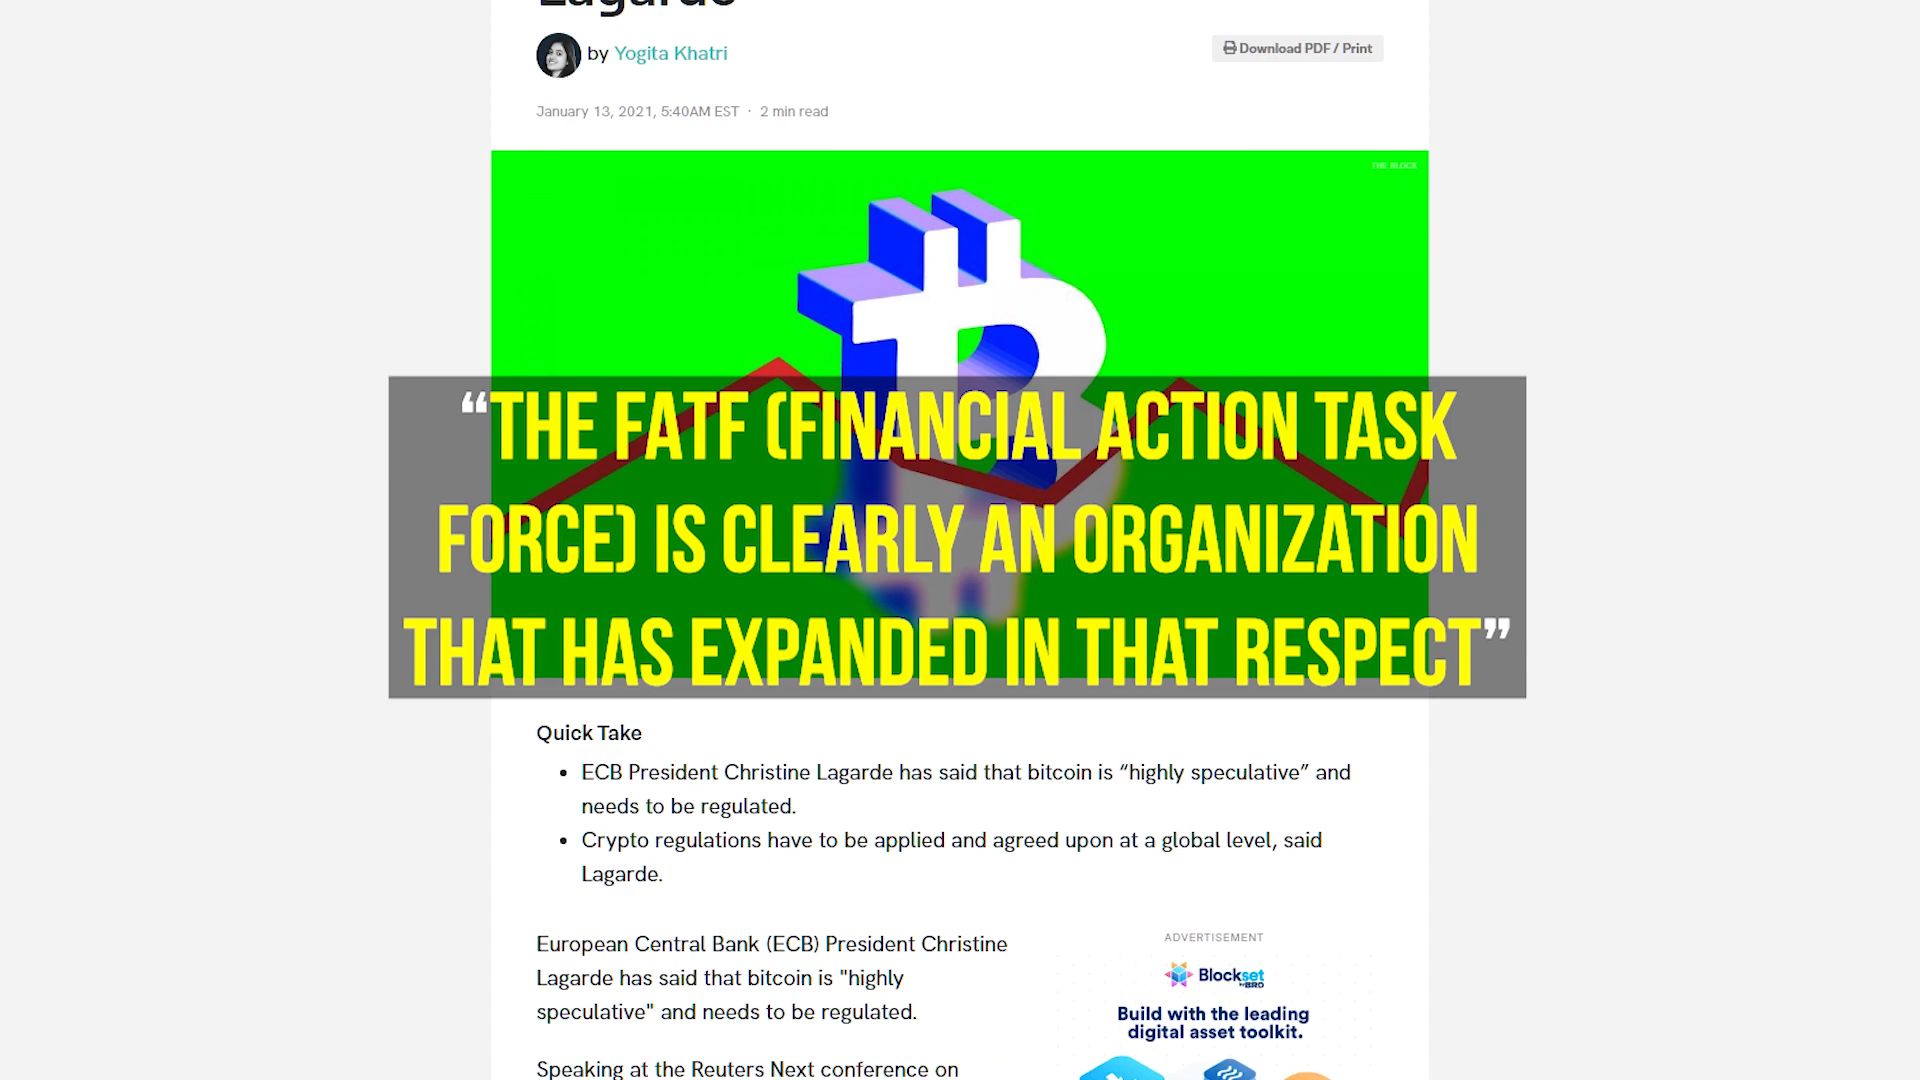 Lagarde
by Yogita Khatri
Download PDF / Print
January 13, 2021, 5:40AM EST · 2 min read
THE BLOCK
“THE FATF (FINANCIAL ACTION TASK
FORCE) IS CLEARLY AN ORGANIZATION
THAT HAS EXPANDED IN THAT RESPECT”
Quick Take
• ECB President Christine Lagarde has said that bitcoin is “highly speculative” and
needs to be regulated.
• Crypto regulations have to be applied and agreed upon at a global level, said
Lagarde.
European Central Bank (ECB) President Christine
Lagarde has said that bitcoin is "highly
speculative" and needs to be regulated.
Speaking at the Reuters Next conference on
ADVERTISEMENT
Blockset
by BRD
Build with the leading
digital asset toolkit.